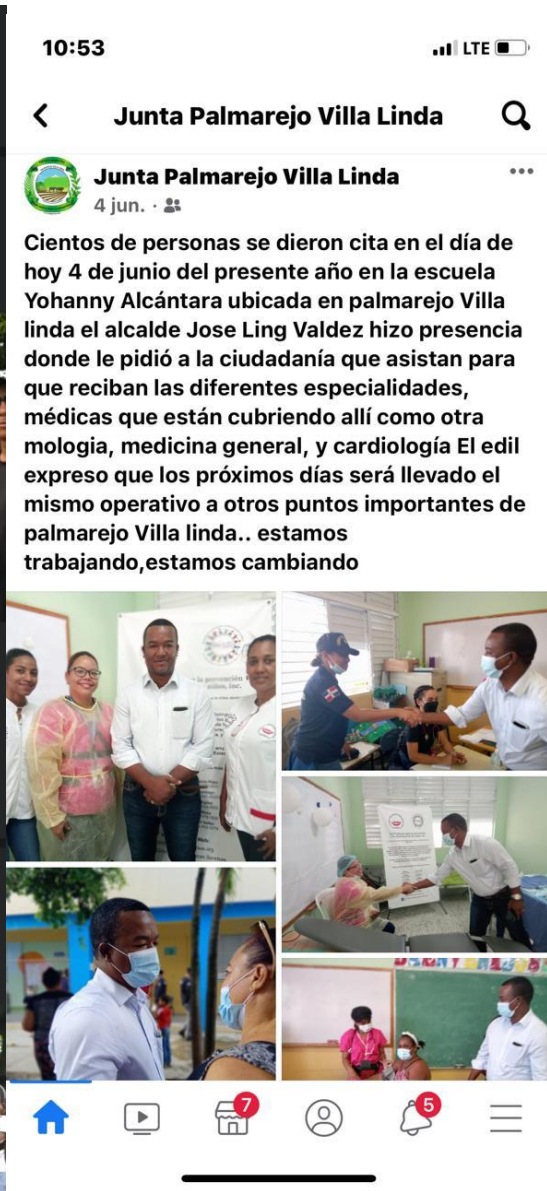 10:53
LTE
Junta Palmarejo Villa Linda
Junta Palmarejo Villa Linda
4 jun. ·
Cientos de personas se dieron cita en el día de
hoy 4 de junio del presente año en la escuela
Yohanny Alcántara ubicada en palmarejo Villa
linda el alcalde Jose Ling Valdez hizo presencia
donde le pidió a la ciudadanía que asistan para
que reciban las diferentes especialidades,
médicas que están cubriendo allí como otra
mologia, medicina general, y cardiología El edil
expreso que los próximos días será llevado el
mismo operativo a otros puntos importantes de
palmarejo Villa linda.. estamos
trabajando,estamos cambiando
7
5